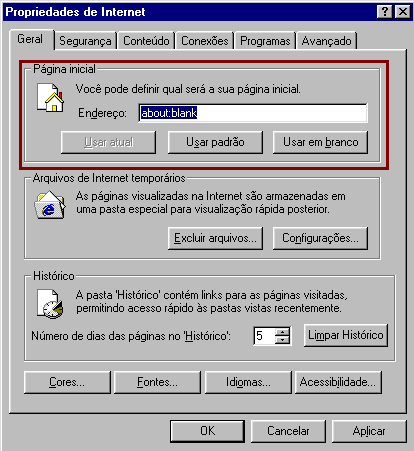 Propriedades de Internet
Geral Segurança Conteúdo Conexões Programas Avançado
Página inicial
Você pode definir qual será a sua página inicial.
Endereço: about:blank
Usar atual Usar padrão Usar em branco
Arquivos de Internet temporários
As páginas visualizadas na Internet são armazenadas em
uma pasta especial para visualização rápida posterior.
Excluir arquivos... Configurações...
Histórico
A pasta 'Histórico' contém links para as páginas visitadas,
permitindo acesso rápido às pastas vistas recentemente.
Número de dias das páginas no 'Histórico': 5 Limpar Histórico
Cores... Fontes... Idiomas... Acessibilidade...
OK Cancelar Aplicar